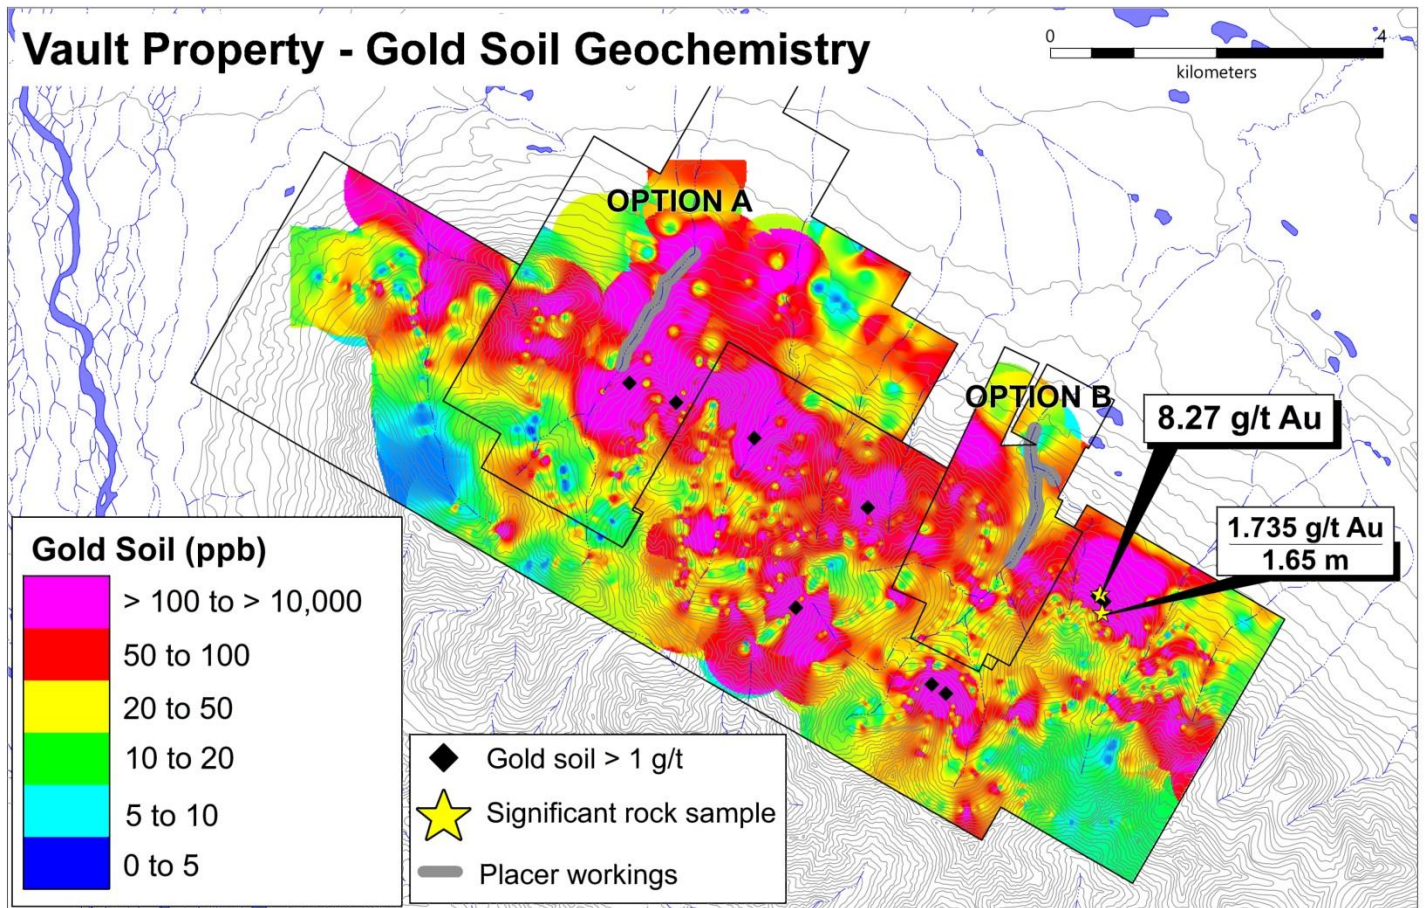 Vault Property - Gold Soil Geochemistry
0 4
kilometers
OPTION A
OPTION B
8.27 g/t Au
1.735 g/t Au
1.65 m
Gold Soil (ppb)
> 100 to > 10,000
50 to 100
20 to 50
10 to 20
5 to 10
0 to 5
Gold soil > 1 g/t
Significant rock sample
Placer workings